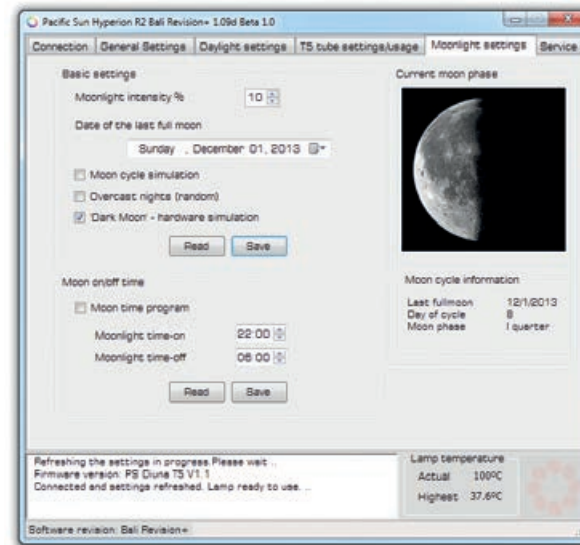 Pacific Sun Hyperion R2 Bali Revision+ 1.09d Beta 1.0
Connection General Settings Daylight settings T5 tube settings/usage Moonlight settings Service
Basic settings
Moonlight intensity % 10
Date of the last full moon
Sunday , December 01, 2013
Moon cycle simulation
Overcast nights (random)
'Dark Moon' - hardware simulation
Read Save
Moon on/off time
Moon time program
Moonlight time-on 22:00
Moonlight time-off 06:00
Read Save
Current moon phase
Moon cycle information
Last fullmoon 12/1/2013
Day of cycle 8
Moon phase I quarter
Refreshing the settings in progress.Please wait ..
Firmware version: PS Diuna T5 V1.1
Connected and settings refreshed. Lamp ready to use. ..
Lamp temperature
Actual 100ºC
Highest 37.6ºC
Software revision: Bali Revision+